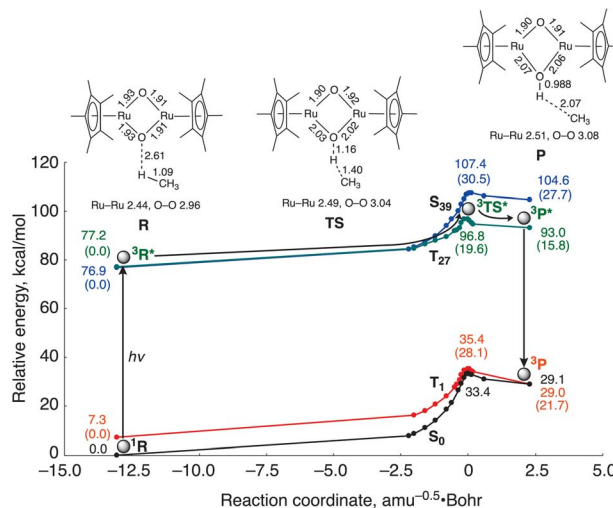 1.90
O
1.91
Ru
Ru
2.07
2.06
O
0.988
H
2.07
CH3
Ru–Ru 2.51, O–O 3.08
P
1.93
O
1.91
Ru
Ru
1.93
1.91
O
2.61
H
1.09
CH3
Ru–Ru 2.44, O–O 2.96
R
1.90
O
1.92
Ru
Ru
2.03
2.02
O
1.16
H
1.40
CH3
Ru–Ru 2.49, O–O 3.04
TS
Relative energy, kcal/mol
120
100
80
60
40
20
0
77.2
(0.0)
3R*
76.9
(0.0)
hν
7.3
(0.0)
0.0
1R
107.4
(30.5)
S39
3TS*
3P*
104.6
(27.7)
T27
96.8
(19.6)
93.0
(15.8)
35.4
(28.1)
3P
T1
33.4
29.1
29.0
(21.7)
S0
–15.0
–12.5
–10.0
–7.5
–5.0
–2.5
0
2.5
5.0
Reaction coordinate, amu–0.5•Bohr